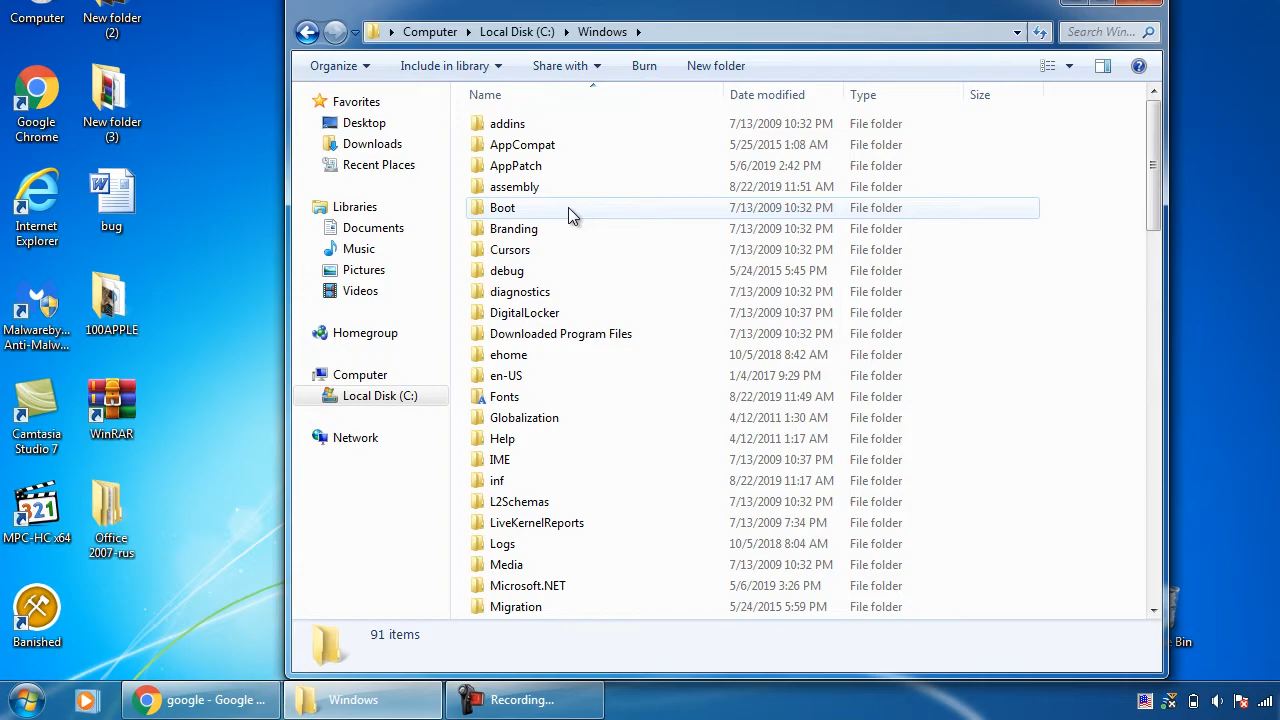 Computer
New folder
(2)
Google
Chrome
New folder
(3)
Internet
Explorer
bug
Malwareby...
Anti-Malw...
100APPLE
Camtasia
Studio 7
WinRAR
MPC-HC x64
Office
2007-rus
Banished
Computer
Local Disk (C:)
Windows
Search Win...
Organize
Include in library
Share with
Burn
New folder
Favorites
Desktop
Downloads
Recent Places
Libraries
Documents
Music
Pictures
Videos
Homegroup
Computer
Local Disk (C:)
Network
Name Date modified Type Size
addins 7/13/2009 10:32 PM File folder
AppCompat 5/25/2015 1:08 AM File folder
AppPatch 5/6/2019 2:42 PM File folder
assembly 8/22/2019 11:51 AM File folder
Boot 7/13/2009 10:32 PM File folder
Branding 7/13/2009 10:32 PM File folder
Cursors 7/13/2009 10:32 PM File folder
debug 5/24/2015 5:45 PM File folder
diagnostics 7/13/2009 10:32 PM File folder
DigitalLocker 7/13/2009 10:37 PM File folder
Downloaded Program Files 7/13/2009 10:32 PM File folder
ehome 10/5/2018 8:42 AM File folder
en-US 1/4/2017 9:29 PM File folder
Fonts 8/22/2019 11:49 AM File folder
Globalization 4/12/2011 1:30 AM File folder
Help 4/12/2011 1:17 AM File folder
IME 7/13/2009 10:37 PM File folder
inf 8/22/2019 11:17 AM File folder
L2Schemas 7/13/2009 10:32 PM File folder
LiveKernelReports 7/13/2009 7:34 PM File folder
Logs 10/5/2018 8:04 AM File folder
Media 7/13/2009 10:32 PM File folder
Microsoft.NET 5/6/2019 3:26 PM File folder
Migration 5/24/2015 5:59 PM File folder
91 items
e Bin
google - Google ...
Windows
Recording...
321